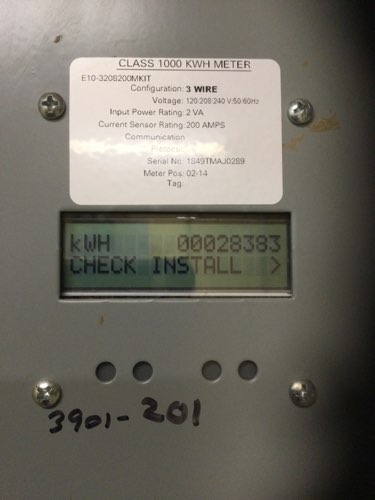 CLASS 1000 KWH METER
E10-3208200MKIT
Configuration: 3 WIRE
Voltage: 120:208:240 V:50:60Hz
Input Power Rating: 2 VA
Current Sensor Rating: 200 AMPS
Communication
Protocol:
Serial No: 1849TMAJ0289
Meter Pos: 02-14
Tag:
kWH 00028383
CHECK INSTALL >
3901-201